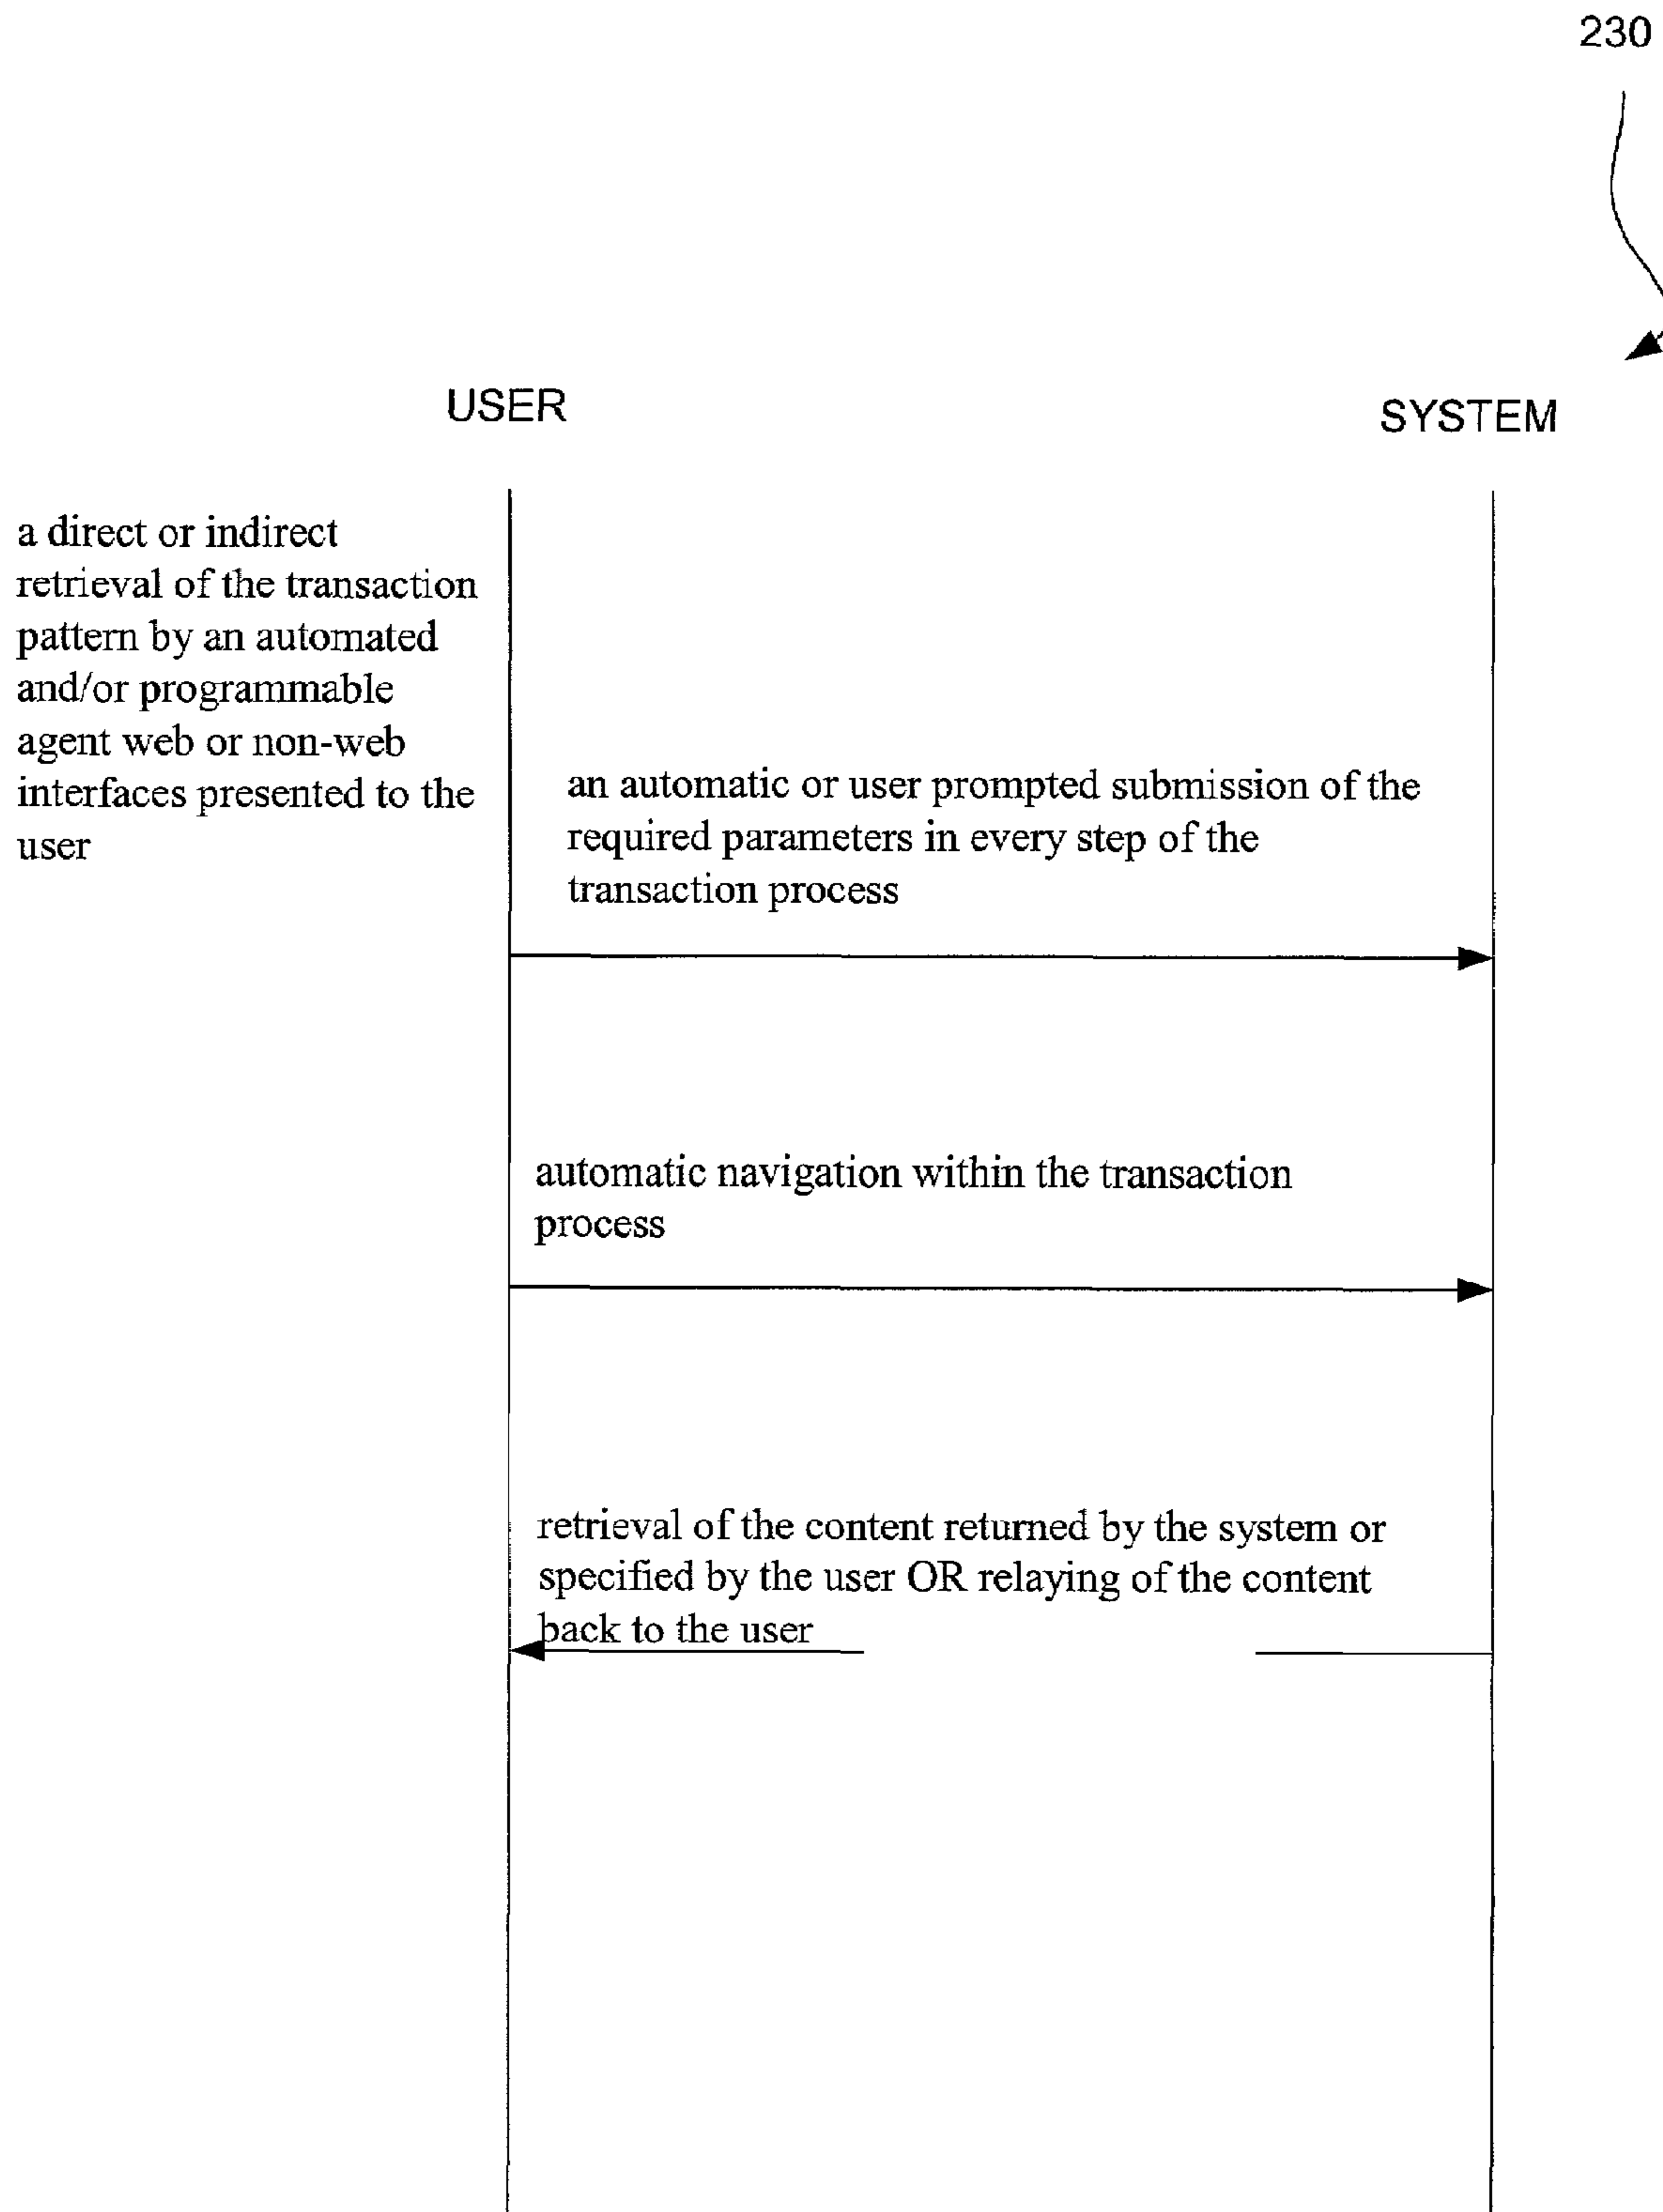 230
USER
SYSTEM
a direct or indirect
retrieval of the transaction
pattern by an automated
and/or programmable
agent web or non-web
interfaces presented to the
user
an automatic or user prompted submission of the
required parameters in every step of the
transaction process
automatic navigation within the transaction
process
retrieval of the content returned by the system or
specified by the user OR relaying of the content
back to the user